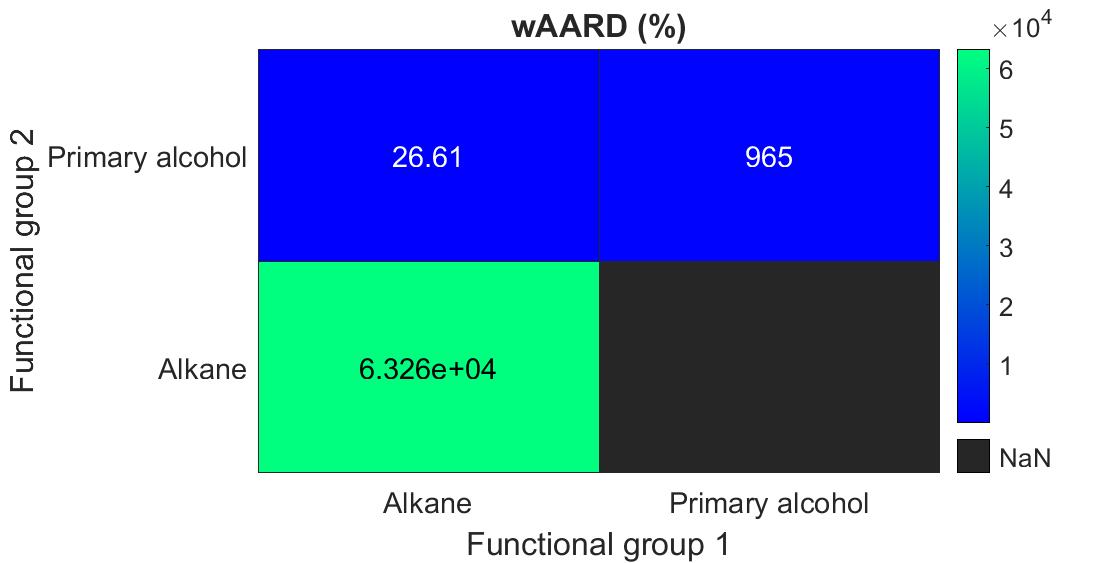 wAARD (%)
×10^4
Functional group 2
Primary alcohol
26.61
965
Alkane
6.326e+04
6
5
4
3
2
1
NaN
Alkane
Primary alcohol
Functional group 1